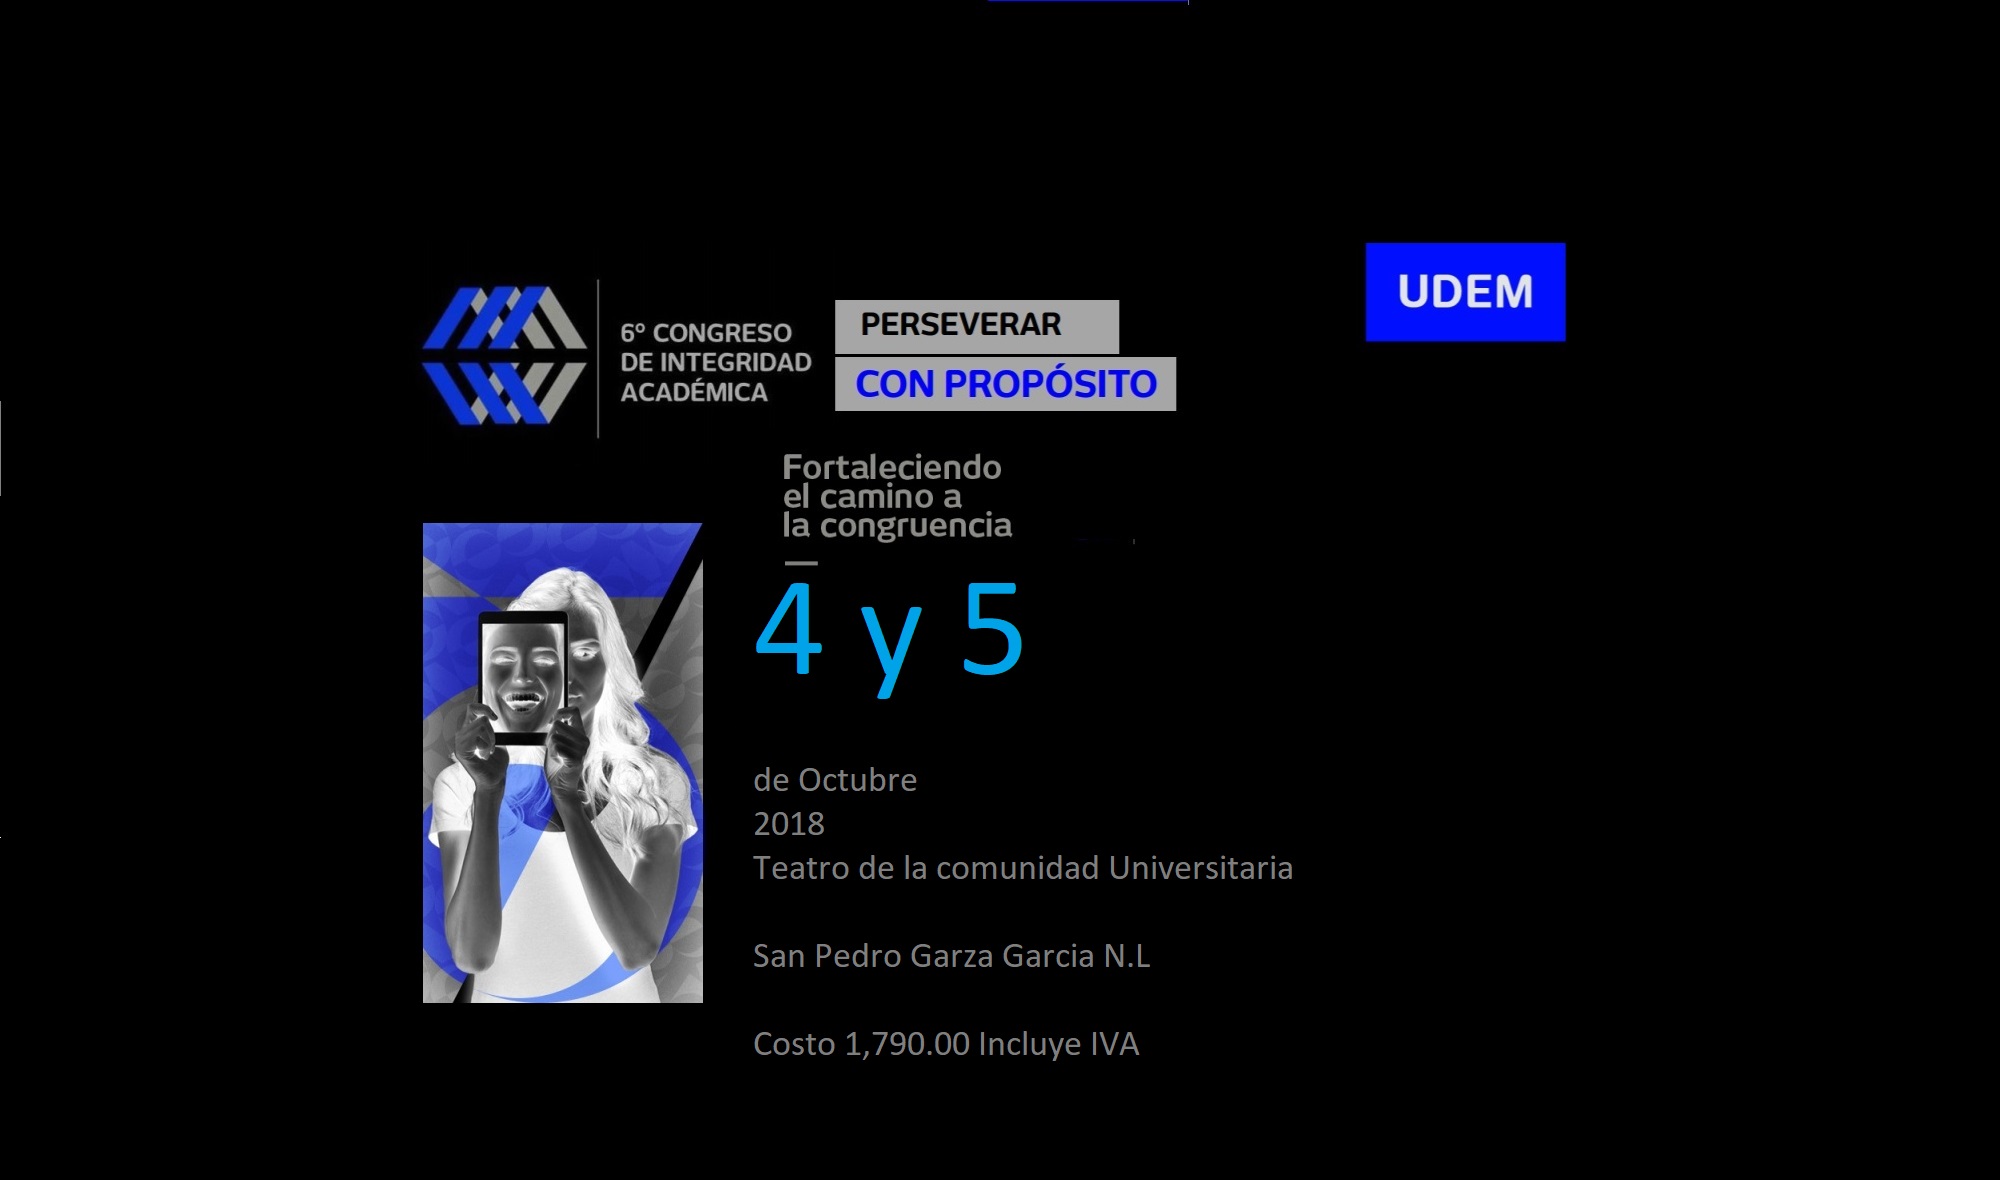 6º CONGRESO
DE INTEGRIDAD
ACADÉMICA
PERSEVERAR
CON PROPÓSITO
UDEM
Fortaleciendo
el camino a
la congruencia
4 y 5
de Octubre
2018
Teatro de la comunidad Universitaria
San Pedro Garza Garcia N.L
Costo 1,790.00 Incluye IVA